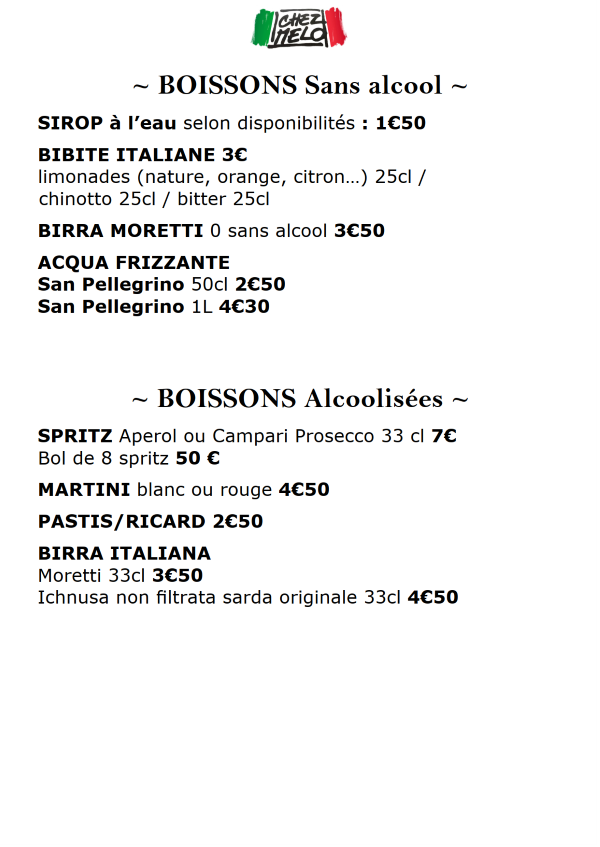 CHEZ
MELO
~ BOISSONS Sans alcool ~
SIROP à l’eau selon disponibilités : 1€50
BIBITE ITALIANE 3€
limonades (nature, orange, citron…) 25cl /
chinotto 25cl / bitter 25cl
BIRRA MORETTI 0 sans alcool 3€50
ACQUA FRIZZANTE
San Pellegrino 50cl 2€50
San Pellegrino 1L 4€30
~ BOISSONS Alcoolisées ~
SPRITZ Aperol ou Campari Prosecco 33 cl 7€
Bol de 8 spritz 50 €
MARTINI blanc ou rouge 4€50
PASTIS/RICARD 2€50
BIRRA ITALIANA
Moretti 33cl 3€50
Ichnusa non filtrata sarda originale 33cl 4€50